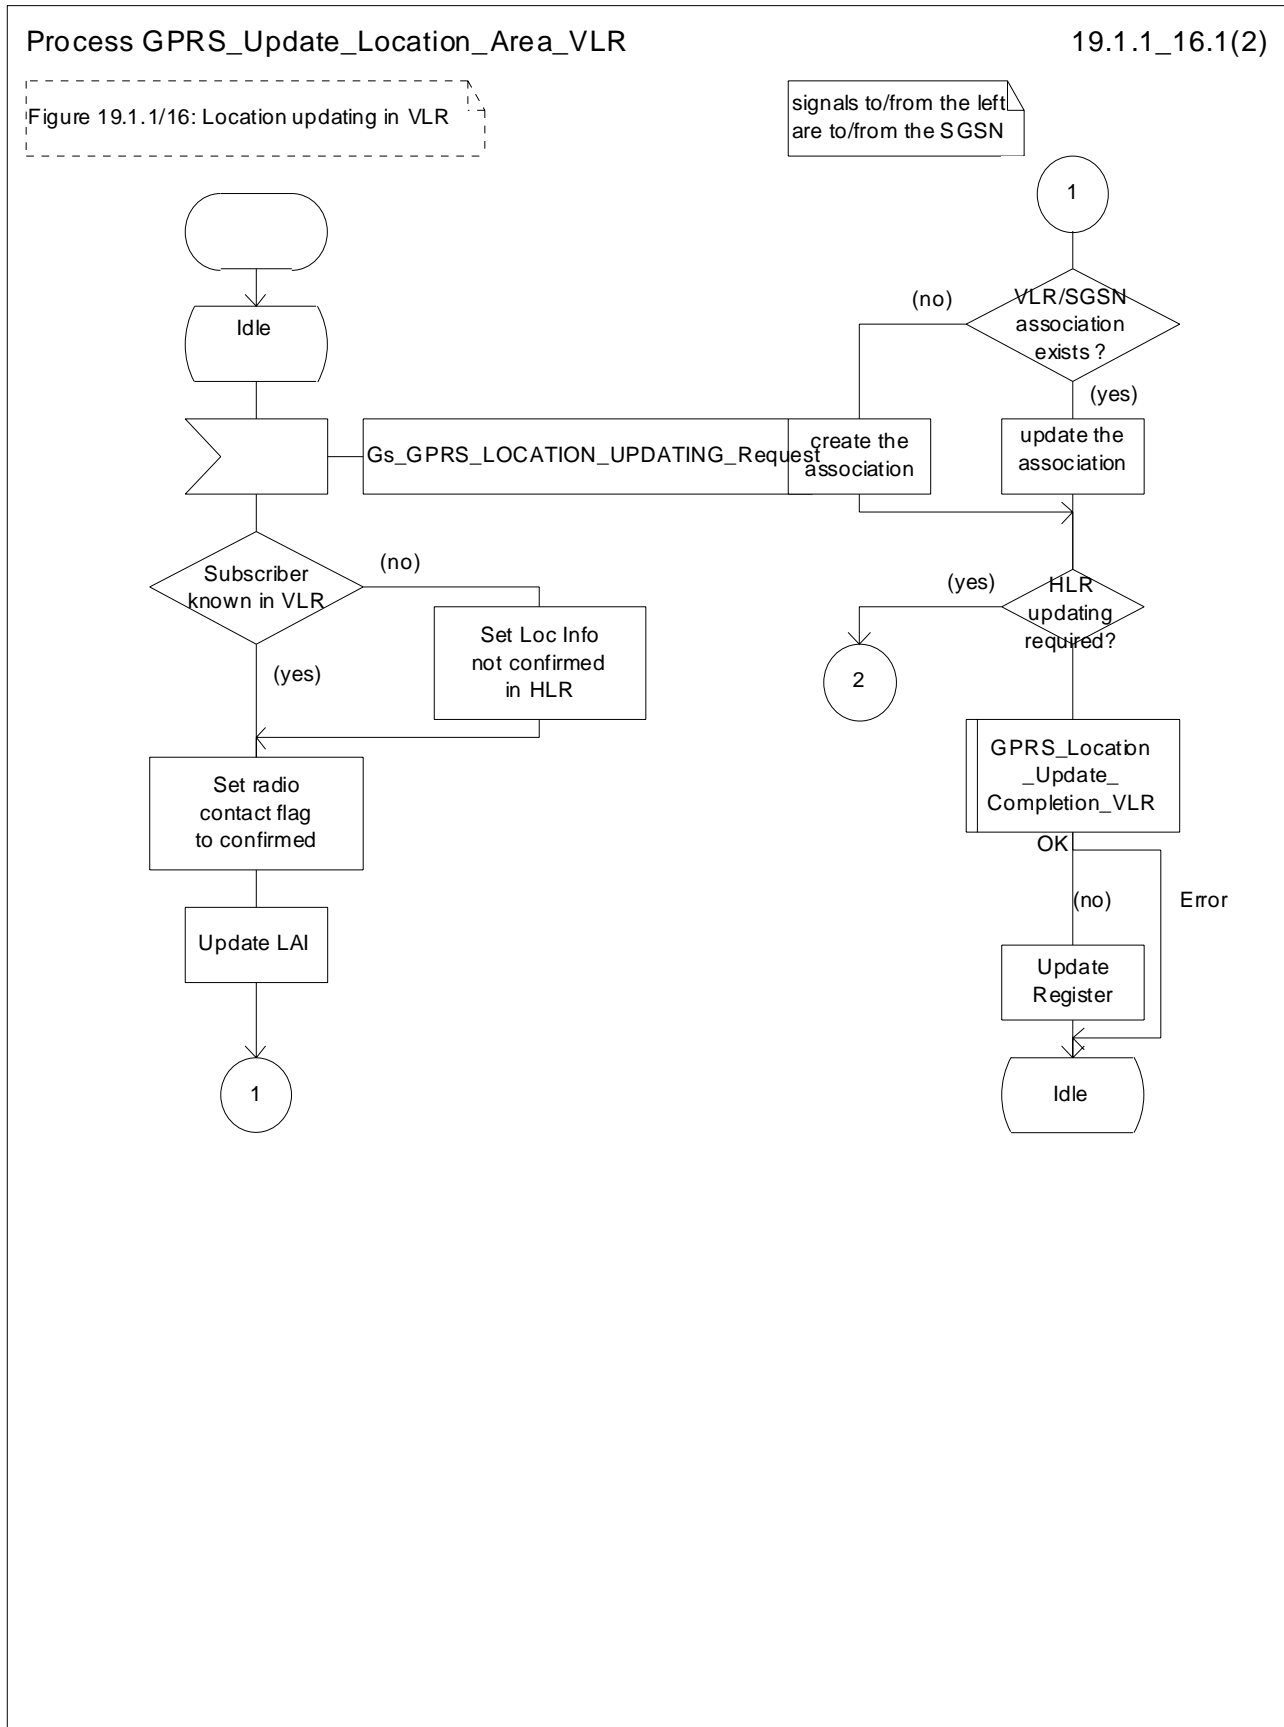 Process GPRS_Update_Location_Area_VLR
19.1.1_16.1(2)
Figure 19.1.1/16: Location updating in VLR
signals to/from the left
are to/from the SGSN
Idle
Gs_GPRS_LOCATION_UPDATING_Request
Subscriber
known in VLR
(no)
Set Loc Info
not confirmed
in HLR
(yes)
Set radio
contact flag
to confirmed
Update LAI
1
1
VLR/SGSN
association
exists ?
(no)
(yes)
create the
association
update the
association
HLR
updating
required?
(yes)
2
GPRS_Location
_Update_
Completion_VLR
OK
(no)
Error
Update
Register
Idle